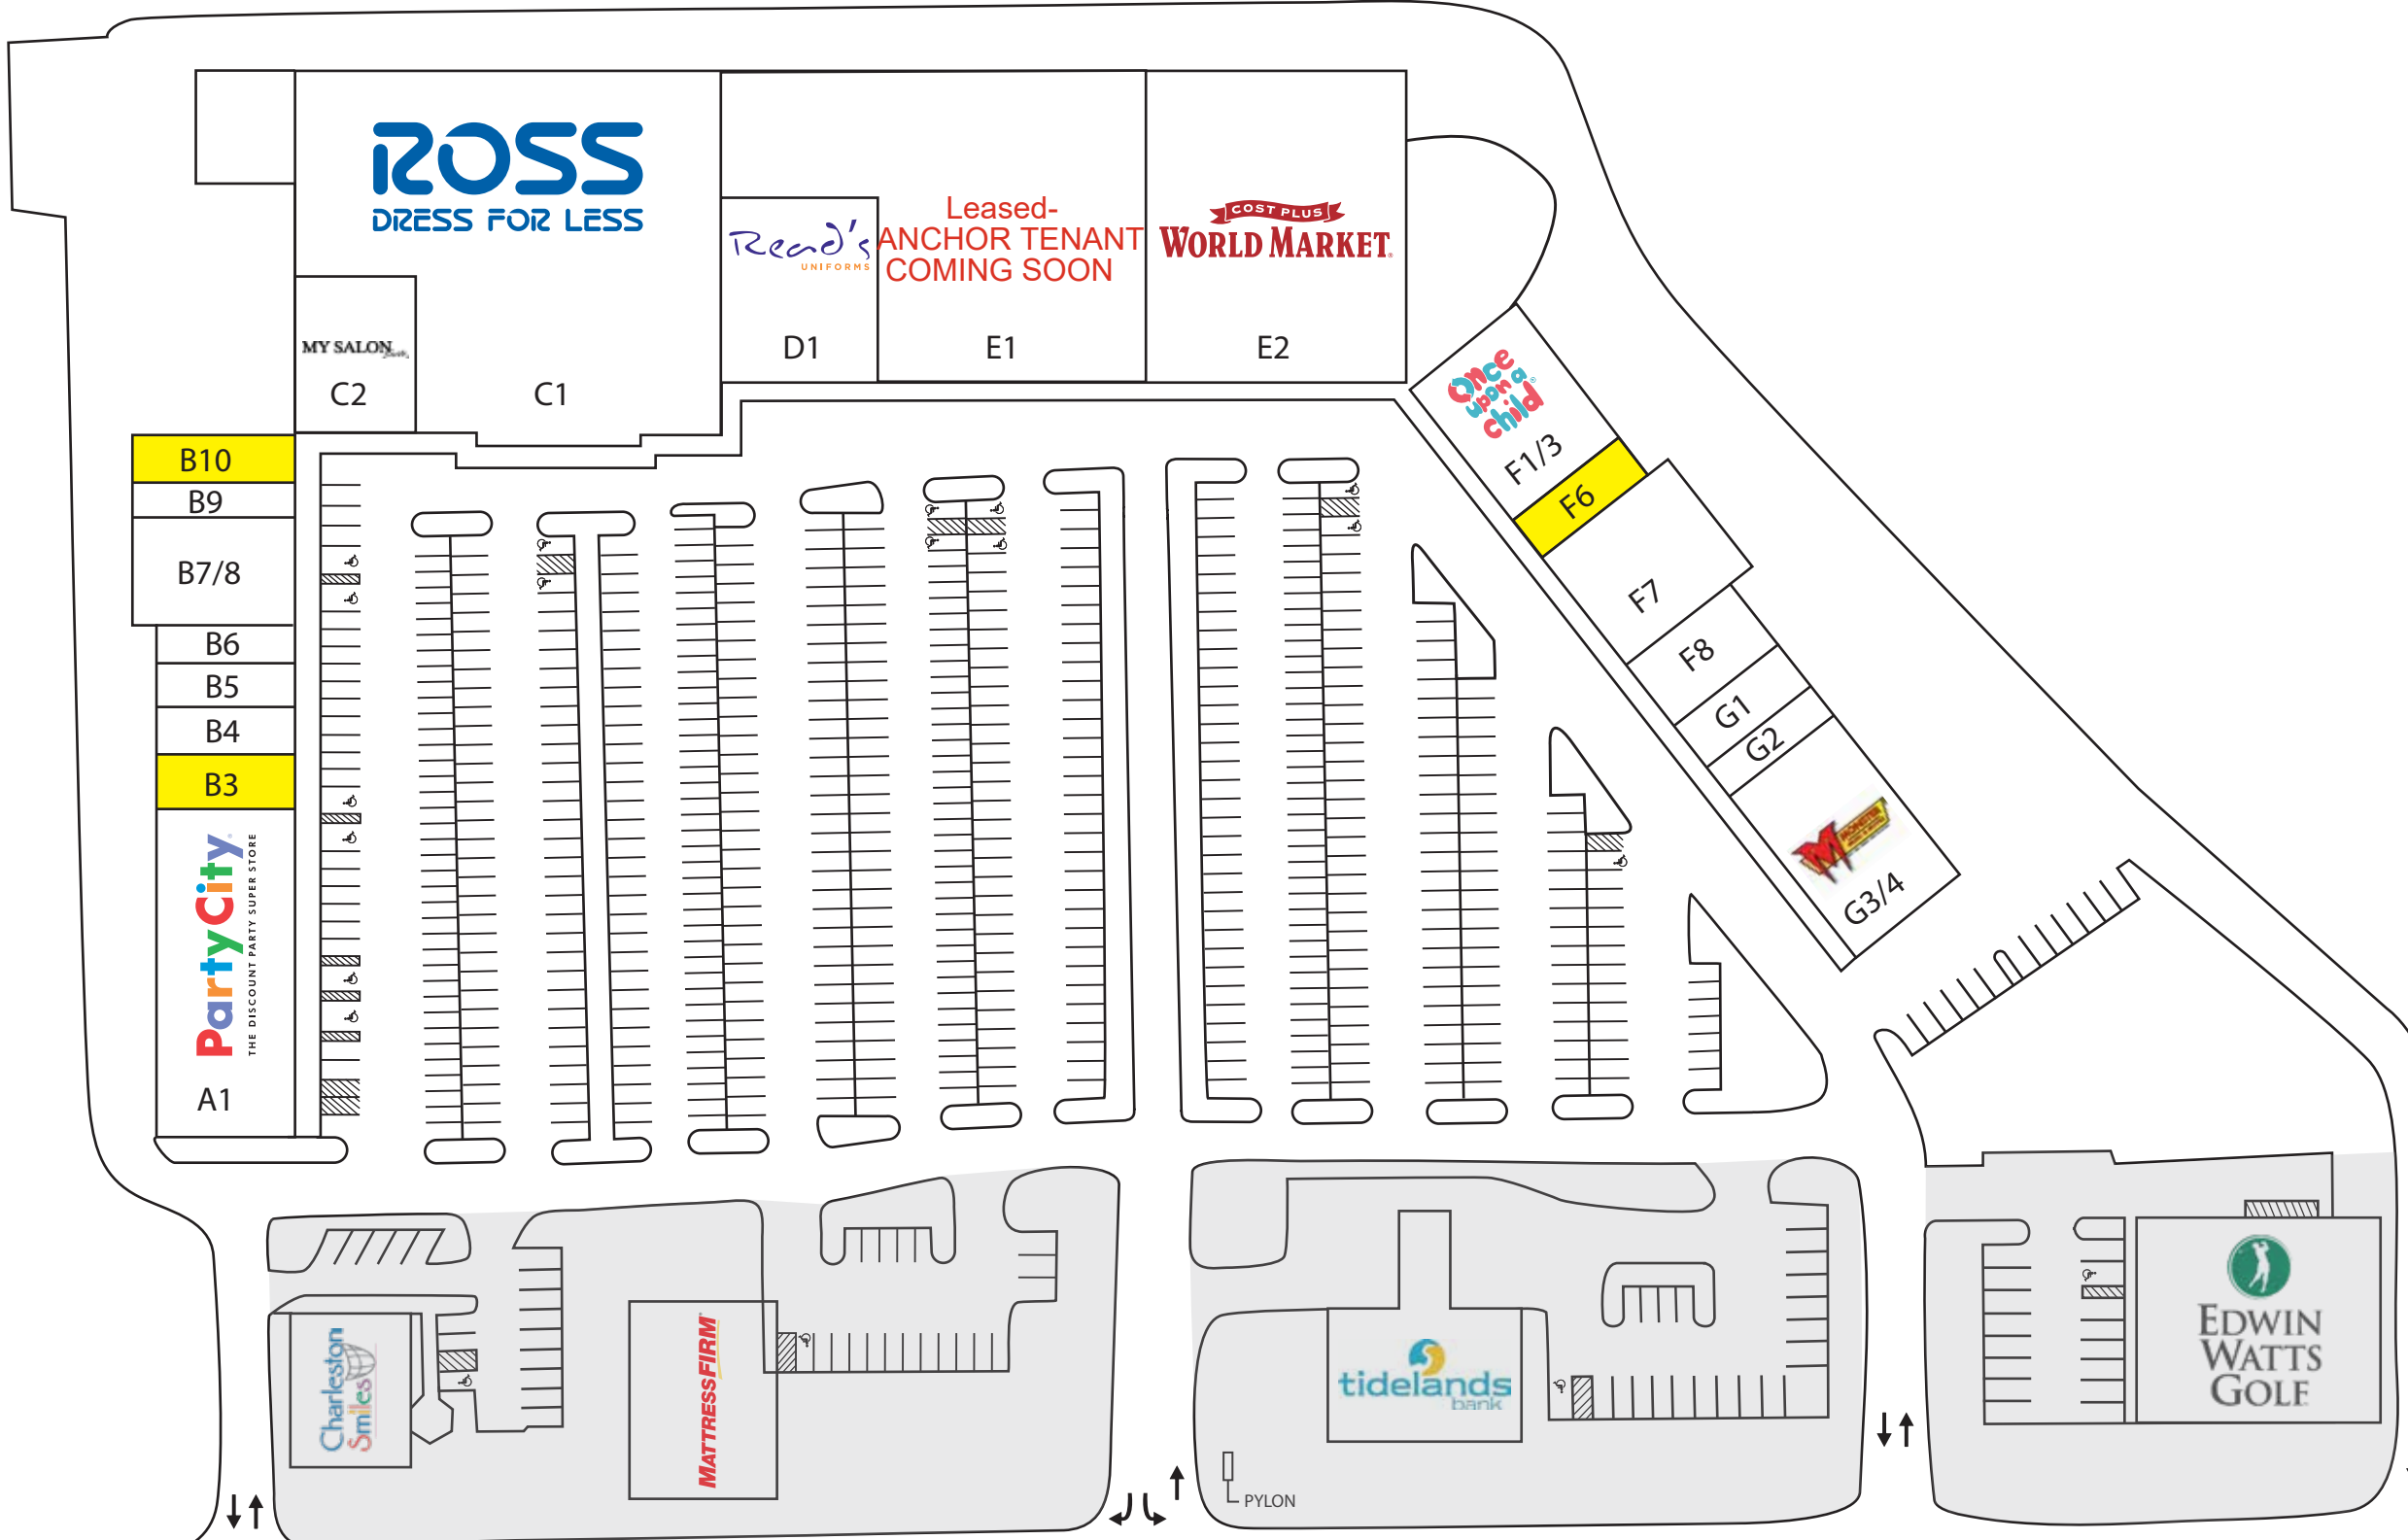 ROSS
DRESS FOR LESS
Read's
UNIFORMS
Leased-
ANCHOR TENANT
COMING SOON
COST PLUS
WORLD MARKET
MY SALON
C2
C1
D1
E1
E2
B10
B9
B7/8
B6
B5
B4
B3
PartyCity
THE DISCOUNT PARTY SUPER STORE
A1
once
upon a
child
F1/3
F6
F7
F8
G1
G2
MONSTER
G3/4
Charleston
Smiles
MATTRESSFIRM
tidelands
bank
PYLON
EDWIN
WATTS
GOLF